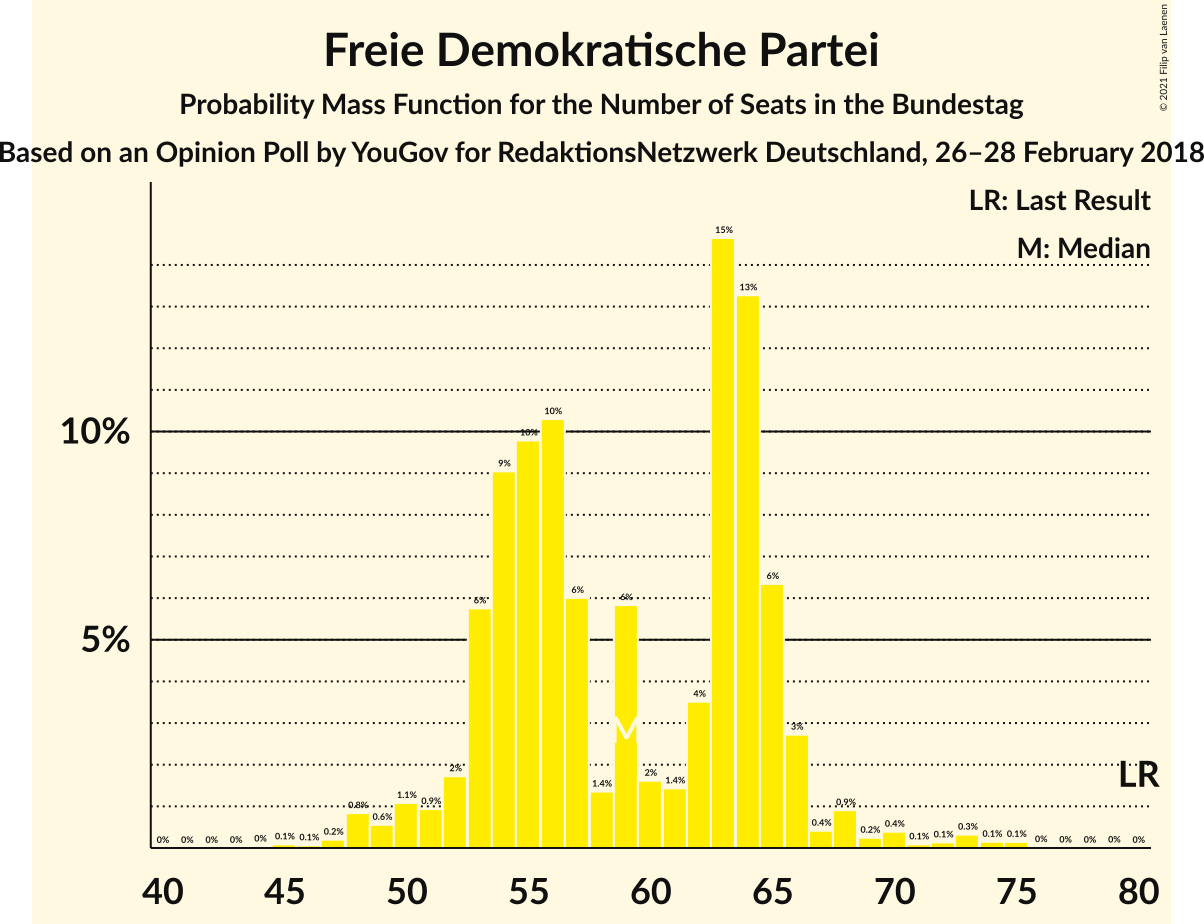 Freie Demokratische Partei
Probability Mass Function for the Number of Seats in the Bundestag
Based on an Opinion Poll by YouGov for RedaktionsNetzwerk Deutschland, 26–28 February 2018
© 2021 Filip van Laenen
LR: Last Result
M: Median
10%
5%
0% 0% 0% 0% 0% 0.1% 0.1% 0.2% 0.8% 0.6% 1.1% 0.9% 2% 6% 9% 10% 10% 6% 1.4% 6% 2% 1.4% 4% 15% 13% 6% 3% 0.4% 0.9% 0.2% 0.4% 0.1% 0.1% 0.3% 0.1% 0.1% 0% 0% 0% 0% 0%
M
LR
40 45 50 55 60 65 70 75 80